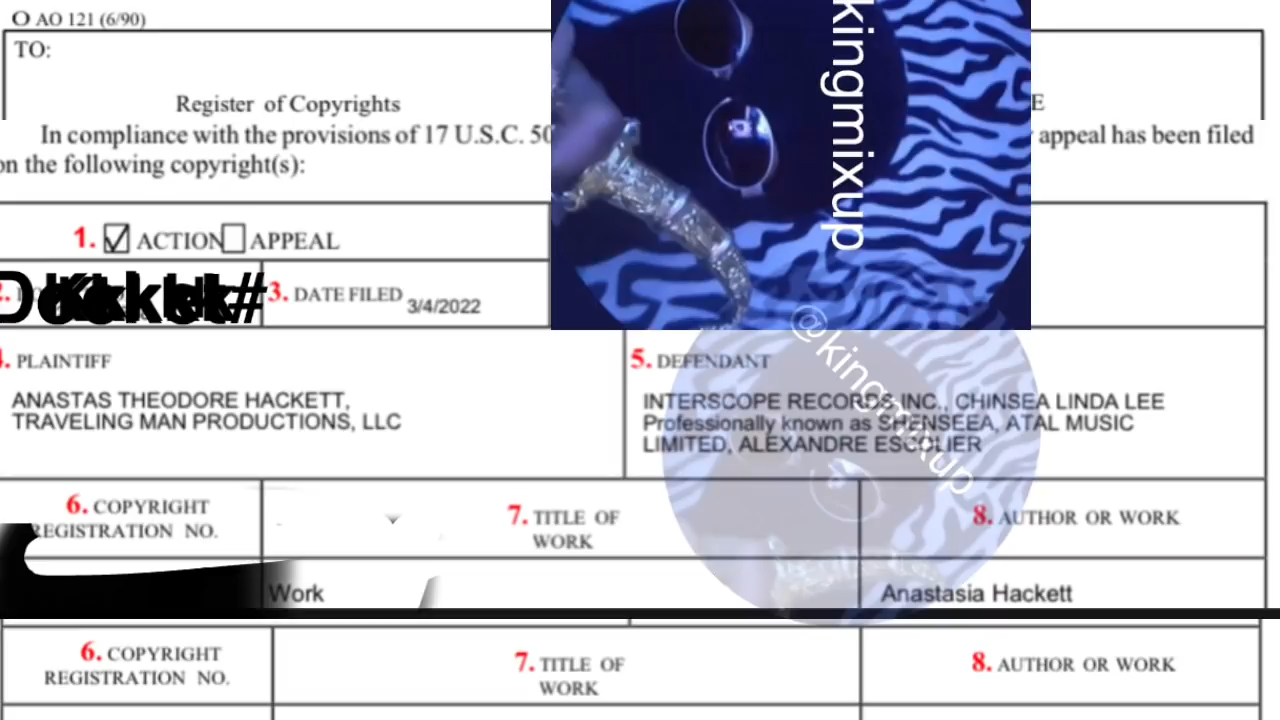 O AO 121 (6/90)
TO:
Register of Copyrights
E
In compliance with the provisions of 17 U.S.C. 50
appeal has been filed
on the following copyright(s):
1. ACTION APPEAL
2.
3. DATE FILED 3/4/2022
4. PLAINTIFF
5. DEFENDANT
ANASTAS THEODORE HACKETT,
TRAVELING MAN PRODUCTIONS, LLC
INTERSCOPE RECORDS INC., CHINSEA LINDA LEE
Professionally known as SHENSEEA, ATAL MUSIC
LIMITED, ALEXANDRE ESCOLIER
6. COPYRIGHT
REGISTRATION NO.
7. TITLE OF
WORK
8. AUTHOR OR WORK
Work
Anastasia Hackett
6. COPYRIGHT
REGISTRATION NO.
7. TITLE OF
WORK
8. AUTHOR OR WORK
kingmixup
@kingmixup